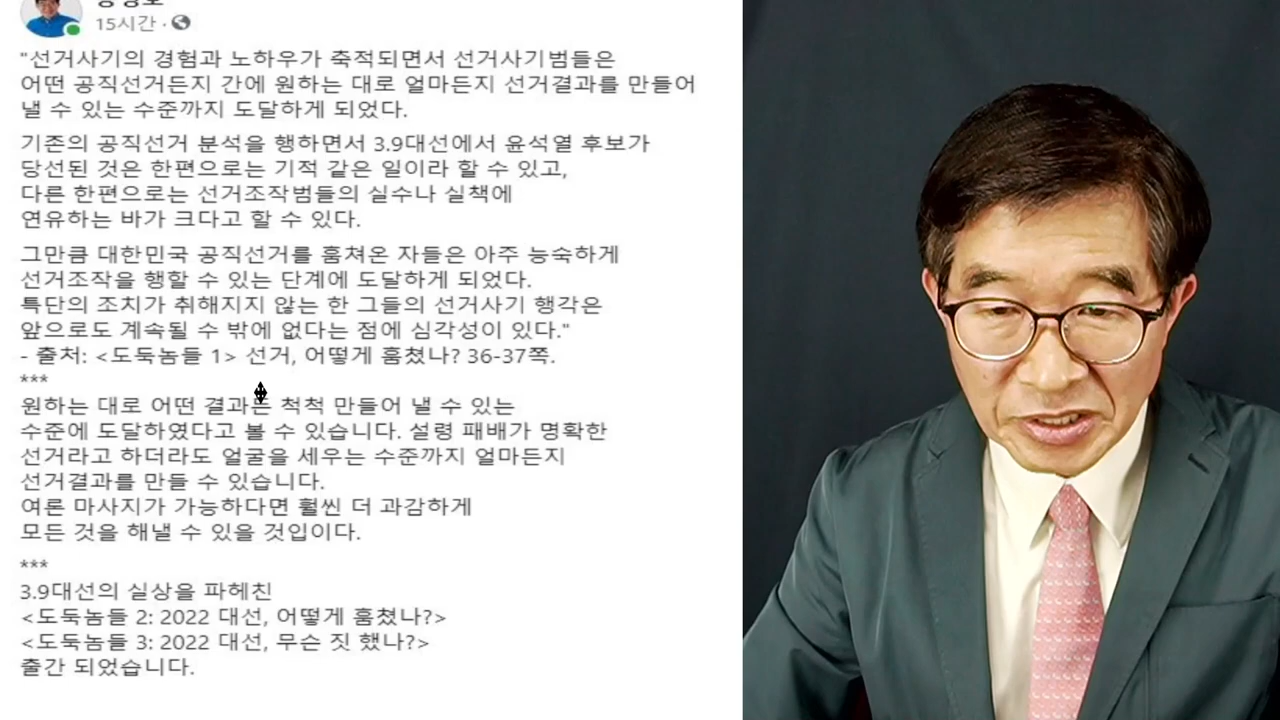 15시간 ·
"선거사기의 경험과 노하우가 축적되면서 선거사기범들은
어떤 공직선거든지 간에 원하는 대로 얼마든지 선거결과를 만들어
낼 수 있는 수준까지 도달하게 되었다.
기존의 공직선거 분석을 행하면서 3.9대선에서 윤석열 후보가
당선된 것은 한편으로는 기적 같은 일이라 할 수 있고,
다른 한편으로는 선거조작범들의 실수나 실책에
연유하는 바가 크다고 할 수 있다.
그만큼 대한민국 공직선거를 훔쳐온 자들은 아주 능숙하게
선거조작을 행할 수 있는 단계에 도달하게 되었다.
특단의 조치가 취해지지 않는 한 그들의 선거사기 행각은
앞으로도 계속될 수 밖에 없다는 점에 심각성이 있다."
- 출처: <도둑놈들 1> 선거, 어떻게 훔쳤나? 36-37쪽.
***
원하는 대로 어떤 결과든 척척 만들어 낼 수 있는
수준에 도달하였다고 볼 수 있습니다. 설령 패배가 명확한
선거라고 하더라도 얼굴을 세우는 수준까지 얼마든지
선거결과를 만들 수 있습니다.
여론 마사지가 가능하다면 훨씬 더 과감하게
모든 것을 해낼 수 있을 것입이다.
***
3.9대선의 실상을 파헤친
<도둑놈들 2: 2022 대선, 어떻게 훔쳤나?>
<도둑놈들 3: 2022 대선, 무슨 짓 했나?>
출간 되었습니다.